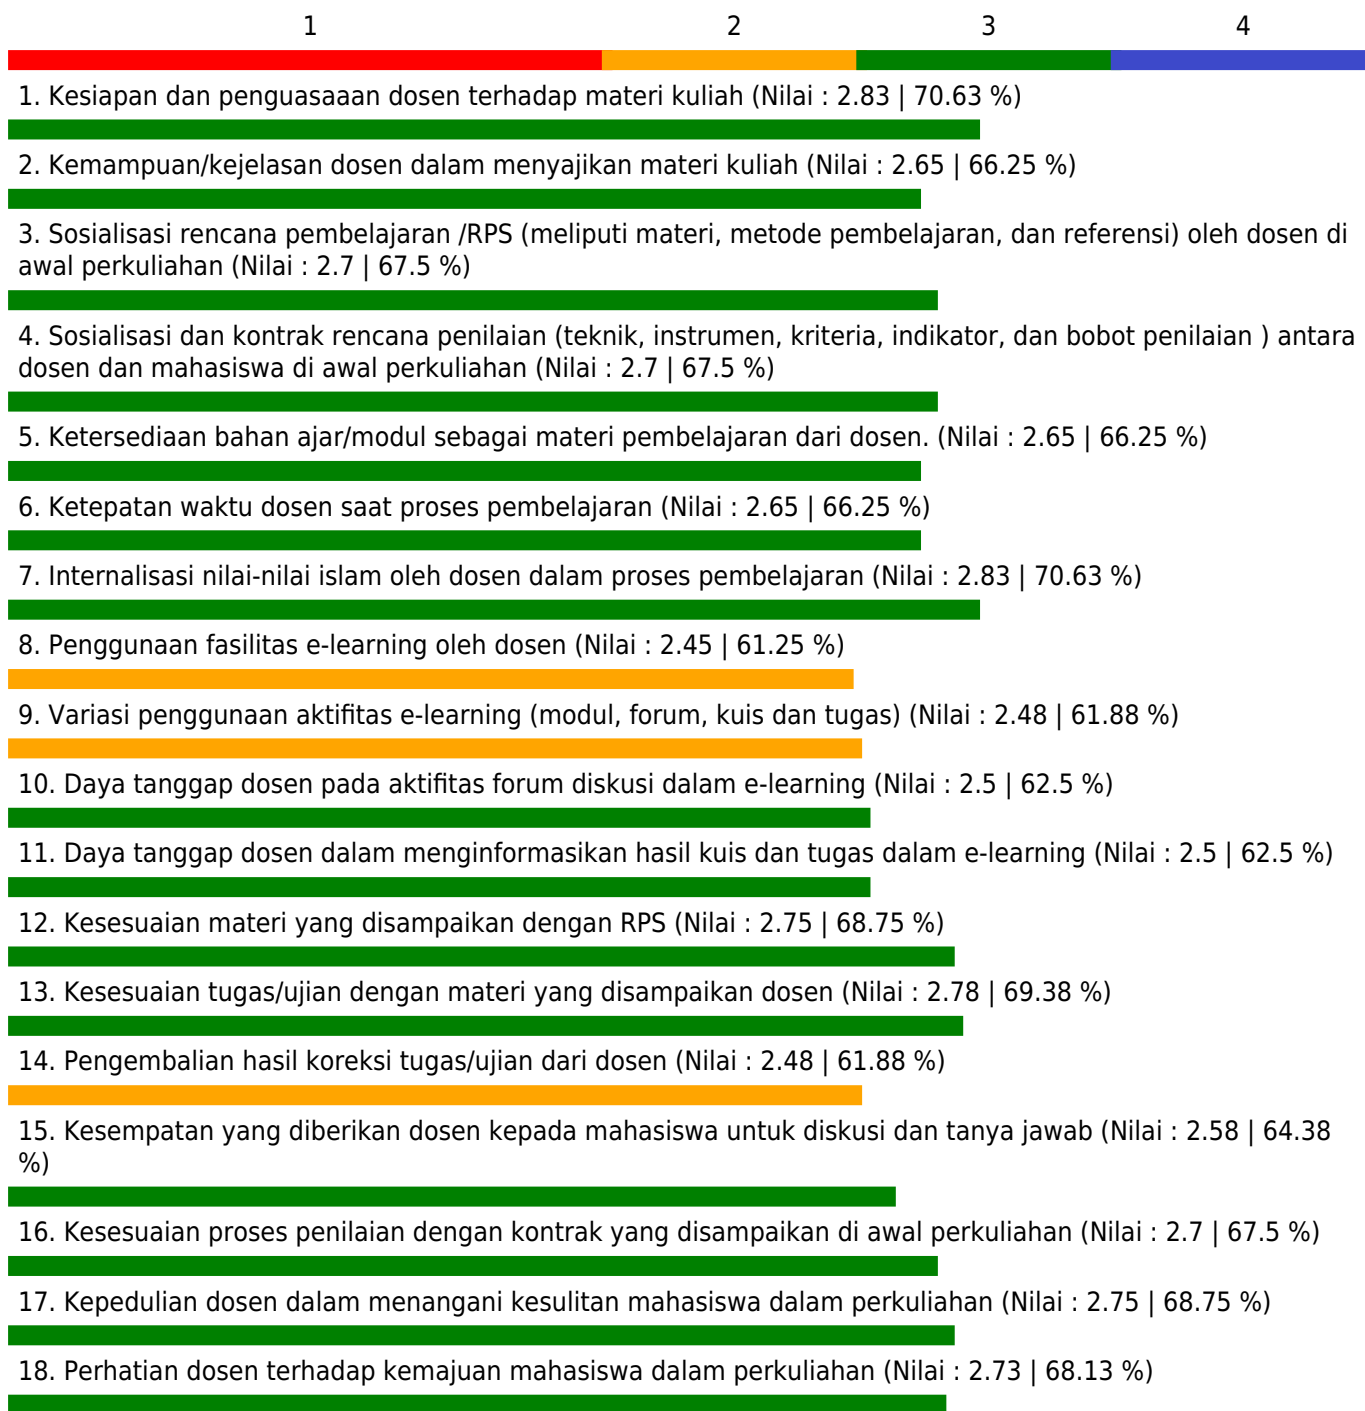 1 2 3 4
1. Kesiapan dan penguasaaan dosen terhadap materi kuliah (Nilai : 2.83 | 70.63 %)
2. Kemampuan/kejelasan dosen dalam menyajikan materi kuliah (Nilai : 2.65 | 66.25 %)
3. Sosialisasi rencana pembelajaran /RPS (meliputi materi, metode pembelajaran, dan referensi) oleh dosen di
awal perkuliahan (Nilai : 2.7 | 67.5 %)
4. Sosialisasi dan kontrak rencana penilaian (teknik, instrumen, kriteria, indikator, dan bobot penilaian ) antara
dosen dan mahasiswa di awal perkuliahan (Nilai : 2.7 | 67.5 %)
5. Ketersediaan bahan ajar/modul sebagai materi pembelajaran dari dosen. (Nilai : 2.65 | 66.25 %)
6. Ketepatan waktu dosen saat proses pembelajaran (Nilai : 2.65 | 66.25 %)
7. Internalisasi nilai-nilai islam oleh dosen dalam proses pembelajaran (Nilai : 2.83 | 70.63 %)
8. Penggunaan fasilitas e-learning oleh dosen (Nilai : 2.45 | 61.25 %)
9. Variasi penggunaan aktifitas e-learning (modul, forum, kuis dan tugas) (Nilai : 2.48 | 61.88 %)
10. Daya tanggap dosen pada aktifitas forum diskusi dalam e-learning (Nilai : 2.5 | 62.5 %)
11. Daya tanggap dosen dalam menginformasikan hasil kuis dan tugas dalam e-learning (Nilai : 2.5 | 62.5 %)
12. Kesesuaian materi yang disampaikan dengan RPS (Nilai : 2.75 | 68.75 %)
13. Kesesuaian tugas/ujian dengan materi yang disampaikan dosen (Nilai : 2.78 | 69.38 %)
14. Pengembalian hasil koreksi tugas/ujian dari dosen (Nilai : 2.48 | 61.88 %)
15. Kesempatan yang diberikan dosen kepada mahasiswa untuk diskusi dan tanya jawab (Nilai : 2.58 | 64.38
%)
16. Kesesuaian proses penilaian dengan kontrak yang disampaikan di awal perkuliahan (Nilai : 2.7 | 67.5 %)
17. Kepedulian dosen dalam menangani kesulitan mahasiswa dalam perkuliahan (Nilai : 2.75 | 68.75 %)
18. Perhatian dosen terhadap kemajuan mahasiswa dalam perkuliahan (Nilai : 2.73 | 68.13 %)